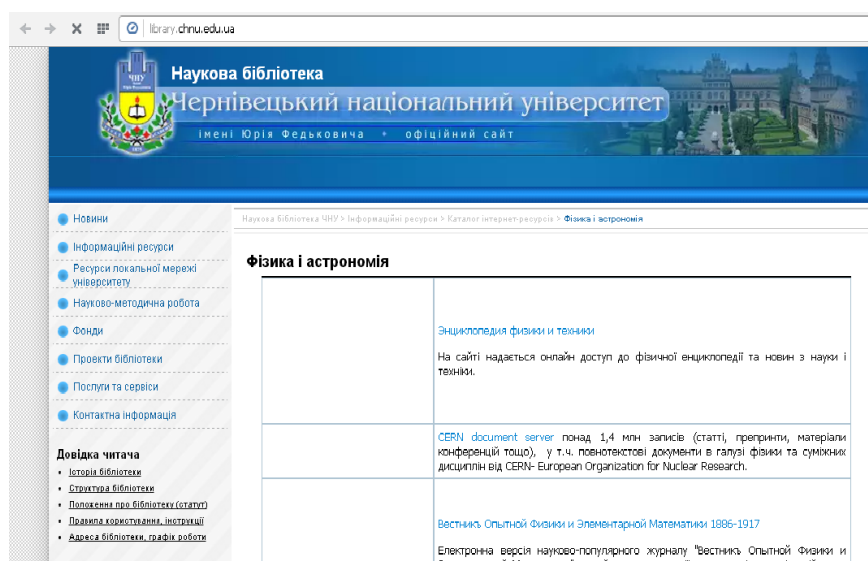 library.chnu.edu.ua
Наукова бібліотека
Чернівецький національний університет
імені Юрія Федьковича • офіційний сайт
ЧНУ
Новини
Інформаційні ресурси
Ресурси локальної мережі
університету
Науково-методична робота
Фонди
Проекти бібліотеки
Послуги та сервіси
Контактна інформація
Довідка читача
Історія бібліотеки
Структура бібліотеки
Положення про бібліотеку (статут)
Правила користування, інструкції
Адреса бібліотеки, графік роботи
Наукова бібліотека ЧНУ > Інформаційні ресурси > Каталог інтернет-ресурсів > Фізика і астрономія
Фізика і астрономія
Энциклопедия физики и техники
На сайті надається онлайн доступ до фізичної енциклопедії та новин з науки і
техніки.
CERN document server понад 1,4 млн записів (статті, препринти, матеріали
конференцій тощо), у т.ч. повнотекстові документи в галузі фізики та суміжних
дисциплін від CERN- European Organization for Nuclear Research.
Вестникъ Опытной Физики и Элементарной Математики 1886-1917
Електронна версія науково-популярного журналу "Вестникъ Опытной Физики и